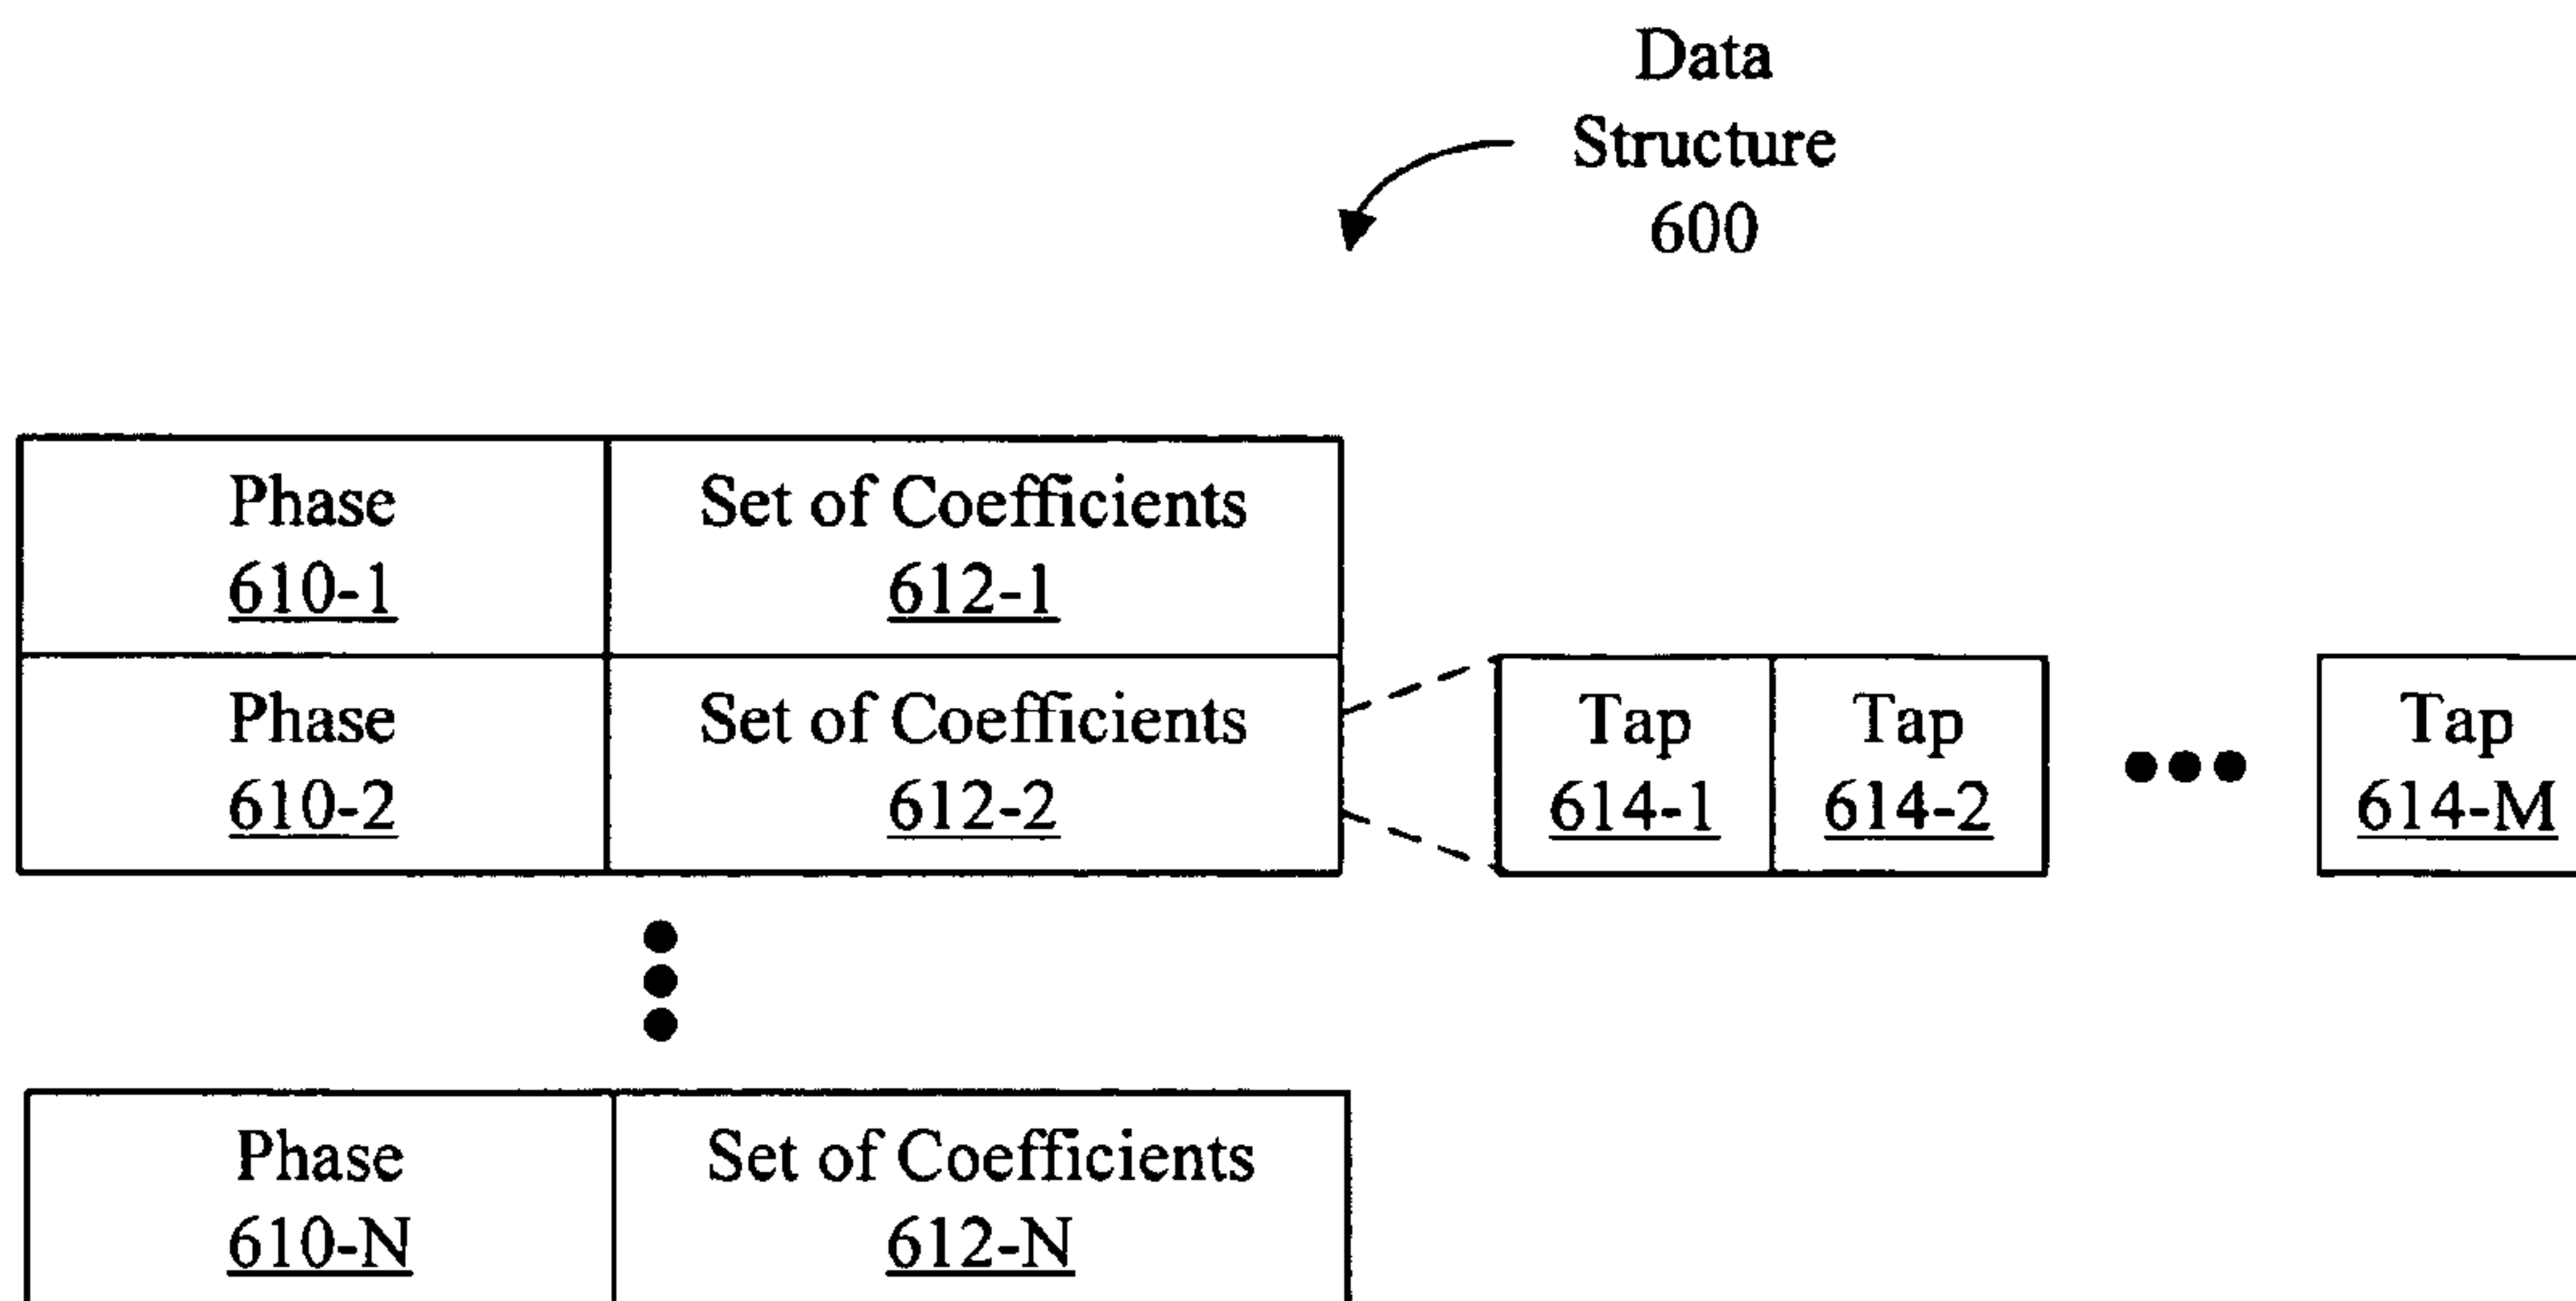 Data
Structure
600
Phase
610-1
Set of Coefficients
612-1
Phase
610-2
Set of Coefficients
612-2
Tap
614-1
Tap
614-2
Tap
614-M
Phase
610-N
Set of Coefficients
612-N